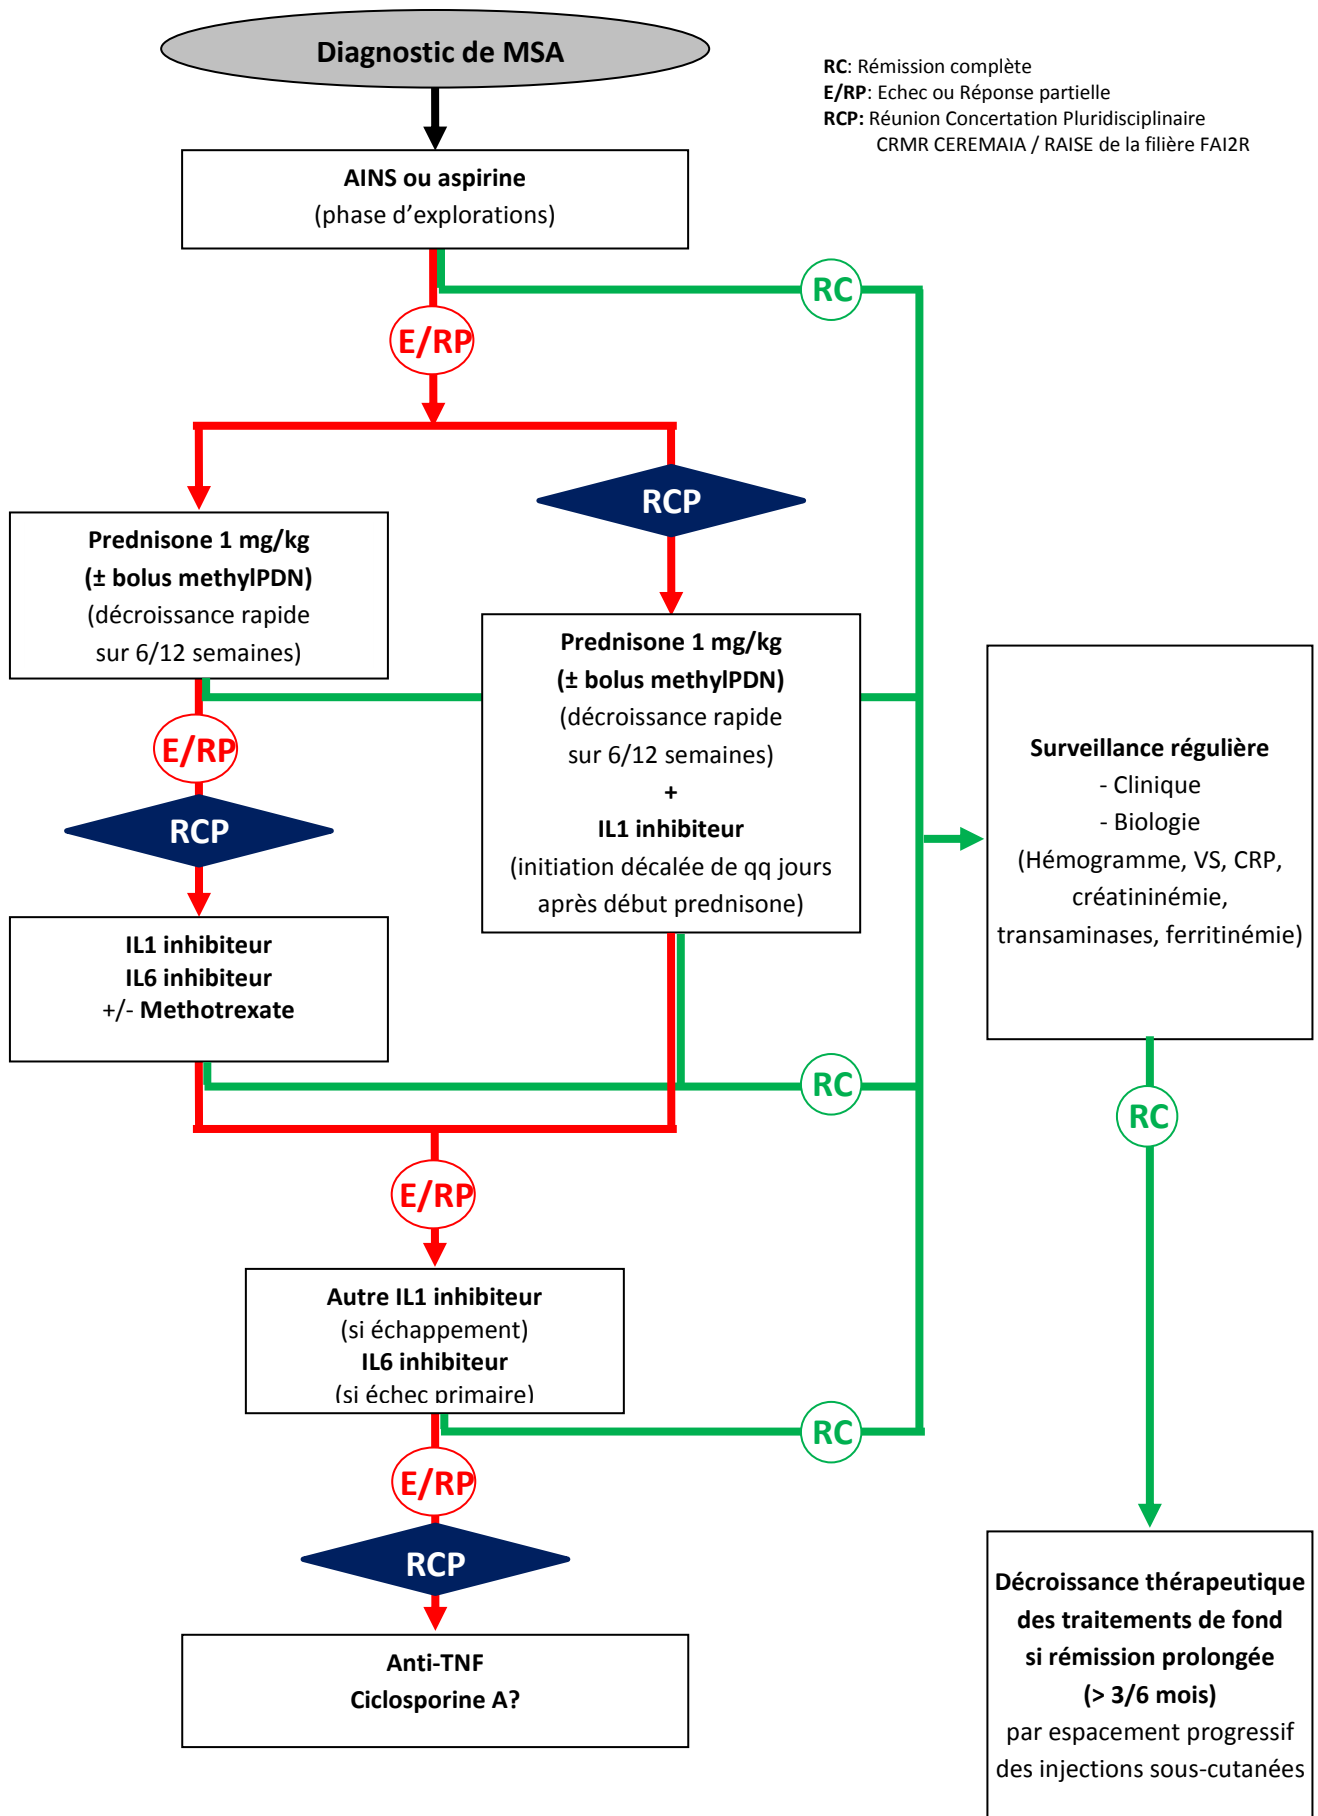 Diagnostic de MSA
RC: Rémission complète
E/RP: Echec ou Réponse partielle
RCP: Réunion Concertation Pluridisciplinaire
CRMR CEREMAIA / RAISE de la filière FAI2R
AINS ou aspirine
(phase d’explorations)
RC
E/RP
RCP
Prednisone 1 mg/kg
(± bolus methylPDN)
(décroissance rapide
sur 6/12 semaines)
Prednisone 1 mg/kg
(± bolus methylPDN)
(décroissance rapide
sur 6/12 semaines)
+
IL1 inhibiteur
(initiation décalée de qq jours
après début prednisone)
E/RP
RCP
IL1 inhibiteur
IL6 inhibiteur
+/- Methotrexate
Surveillance régulière
- Clinique
- Biologie
(Hémogramme, VS, CRP,
créatininémie,
transaminases, ferritinémie)
RC
RC
E/RP
Autre IL1 inhibiteur
(si échappement)
IL6 inhibiteur
(si échec primaire)
RC
E/RP
RCP
Anti-TNF
Ciclosporine A?
Décroissance thérapeutique
des traitements de fond
si rémission prolongée
(> 3/6 mois)
par espacement progressif
des injections sous-cutanées